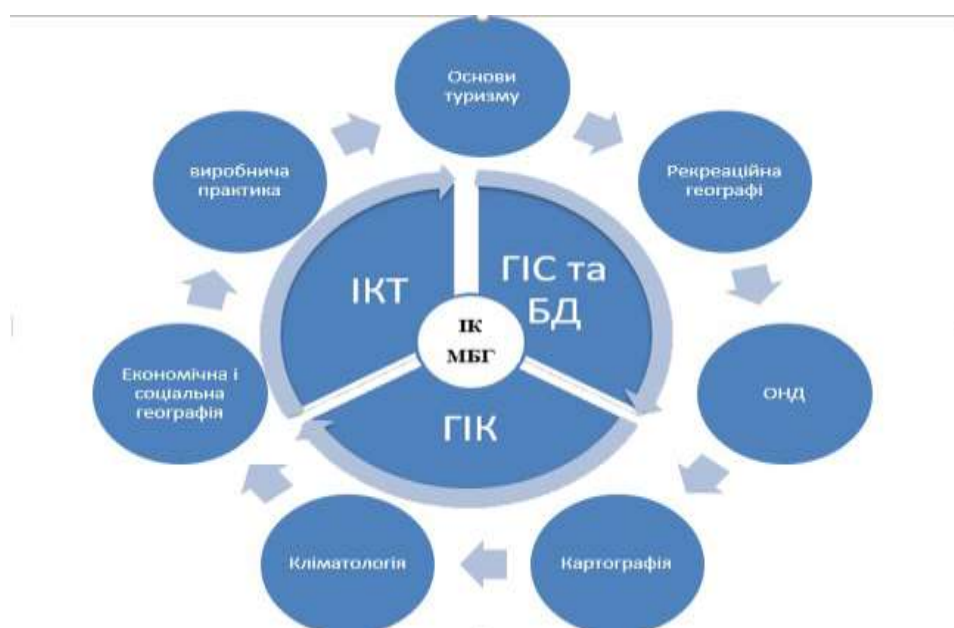 Основи
туризму
Рекреаційна
географі
ОНД
Картографія
Кліматологія
Економічна і
соціальна
географія
виробнича
практика
ІКТ
ГІС та
БД
ГІК
ІК
МБГ